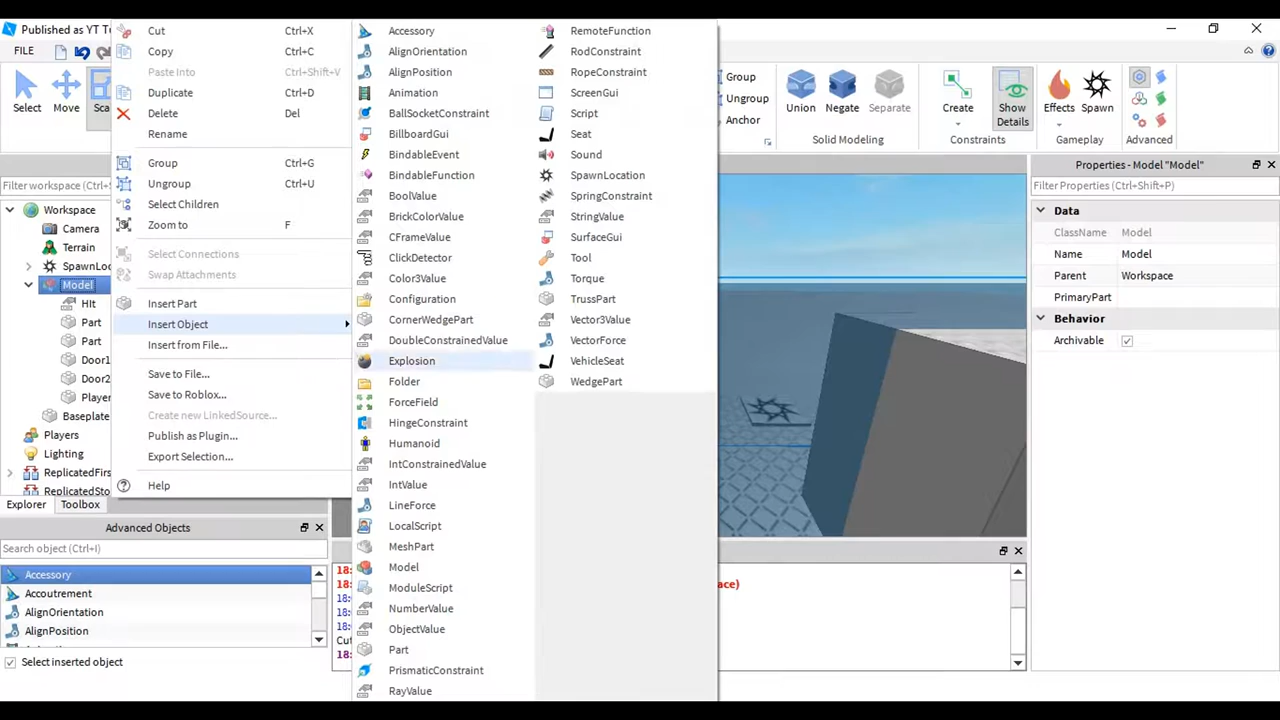 Published as YT Tu
FILE
Select
Move
Sca
Group
Ungroup
Anchor
Union
Negate
Separate
Solid Modeling
Create
Show
Details
Constraints
Effects
Spawn
Gameplay
Advanced
Filter workspace (Ctrl+S
Workspace
Camera
Terrain
SpawnLoc
Model
HIt
Part
Part
Door1
Door2
Player
Baseplate
Players
Lighting
ReplicatedFirs
ReplicatedSto
Explorer
Toolbox
Advanced Objects
Search object (Ctrl+I)
Accessory
Accoutrement
AlignOrientation
AlignPosition
Select inserted object
Cut Ctrl+X
Copy Ctrl+C
Paste Into Ctrl+Shift+V
Duplicate Ctrl+D
Delete Del
Rename
Group Ctrl+G
Ungroup Ctrl+U
Select Children
Zoom to F
Select Connections
Swap Attachments
Insert Part
Insert Object
Insert from File...
Save to File...
Save to Roblox...
Create new LinkedSource...
Publish as Plugin...
Export Selection...
Help
Accessory
AlignOrientation
AlignPosition
Animation
BallSocketConstraint
BillboardGui
BindableEvent
BindableFunction
BoolValue
BrickColorValue
CFrameValue
ClickDetector
Color3Value
Configuration
CornerWedgePart
DoubleConstrainedValue
Explosion
Folder
ForceField
HingeConstraint
Humanoid
IntConstrainedValue
IntValue
LineForce
LocalScript
MeshPart
Model
ModuleScript
NumberValue
ObjectValue
Part
PrismaticConstraint
RayValue
RemoteFunction
RodConstraint
RopeConstraint
ScreenGui
Script
Seat
Sound
SpawnLocation
SpringConstraint
StringValue
SurfaceGui
Tool
Torque
TrussPart
Vector3Value
VectorForce
VehicleSeat
WedgePart
Properties - Model "Model"
Filter Properties (Ctrl+Shift+P)
Data
ClassName Model
Name Model
Parent Workspace
PrimaryPart
Behavior
Archivable
18:
18:
18:
18:
18:
Cut
18:
ace)